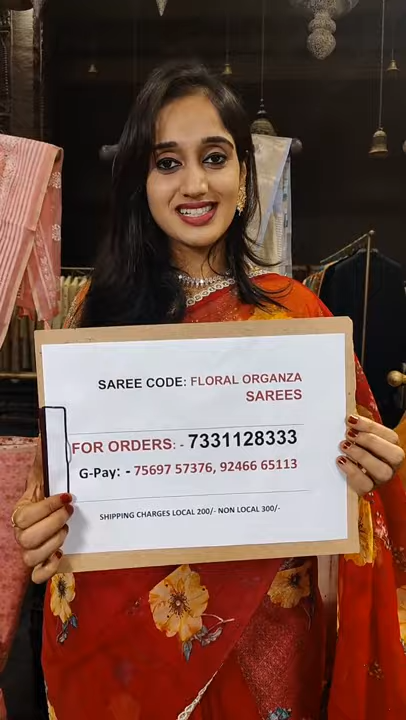 SAREE CODE: FLORAL ORGANZA
SAREES
FOR ORDERS: - 7331128333
G-Pay: - 75697 57376, 92466 65113
SHIPPING CHARGES LOCAL 200/- NON LOCAL 300/-